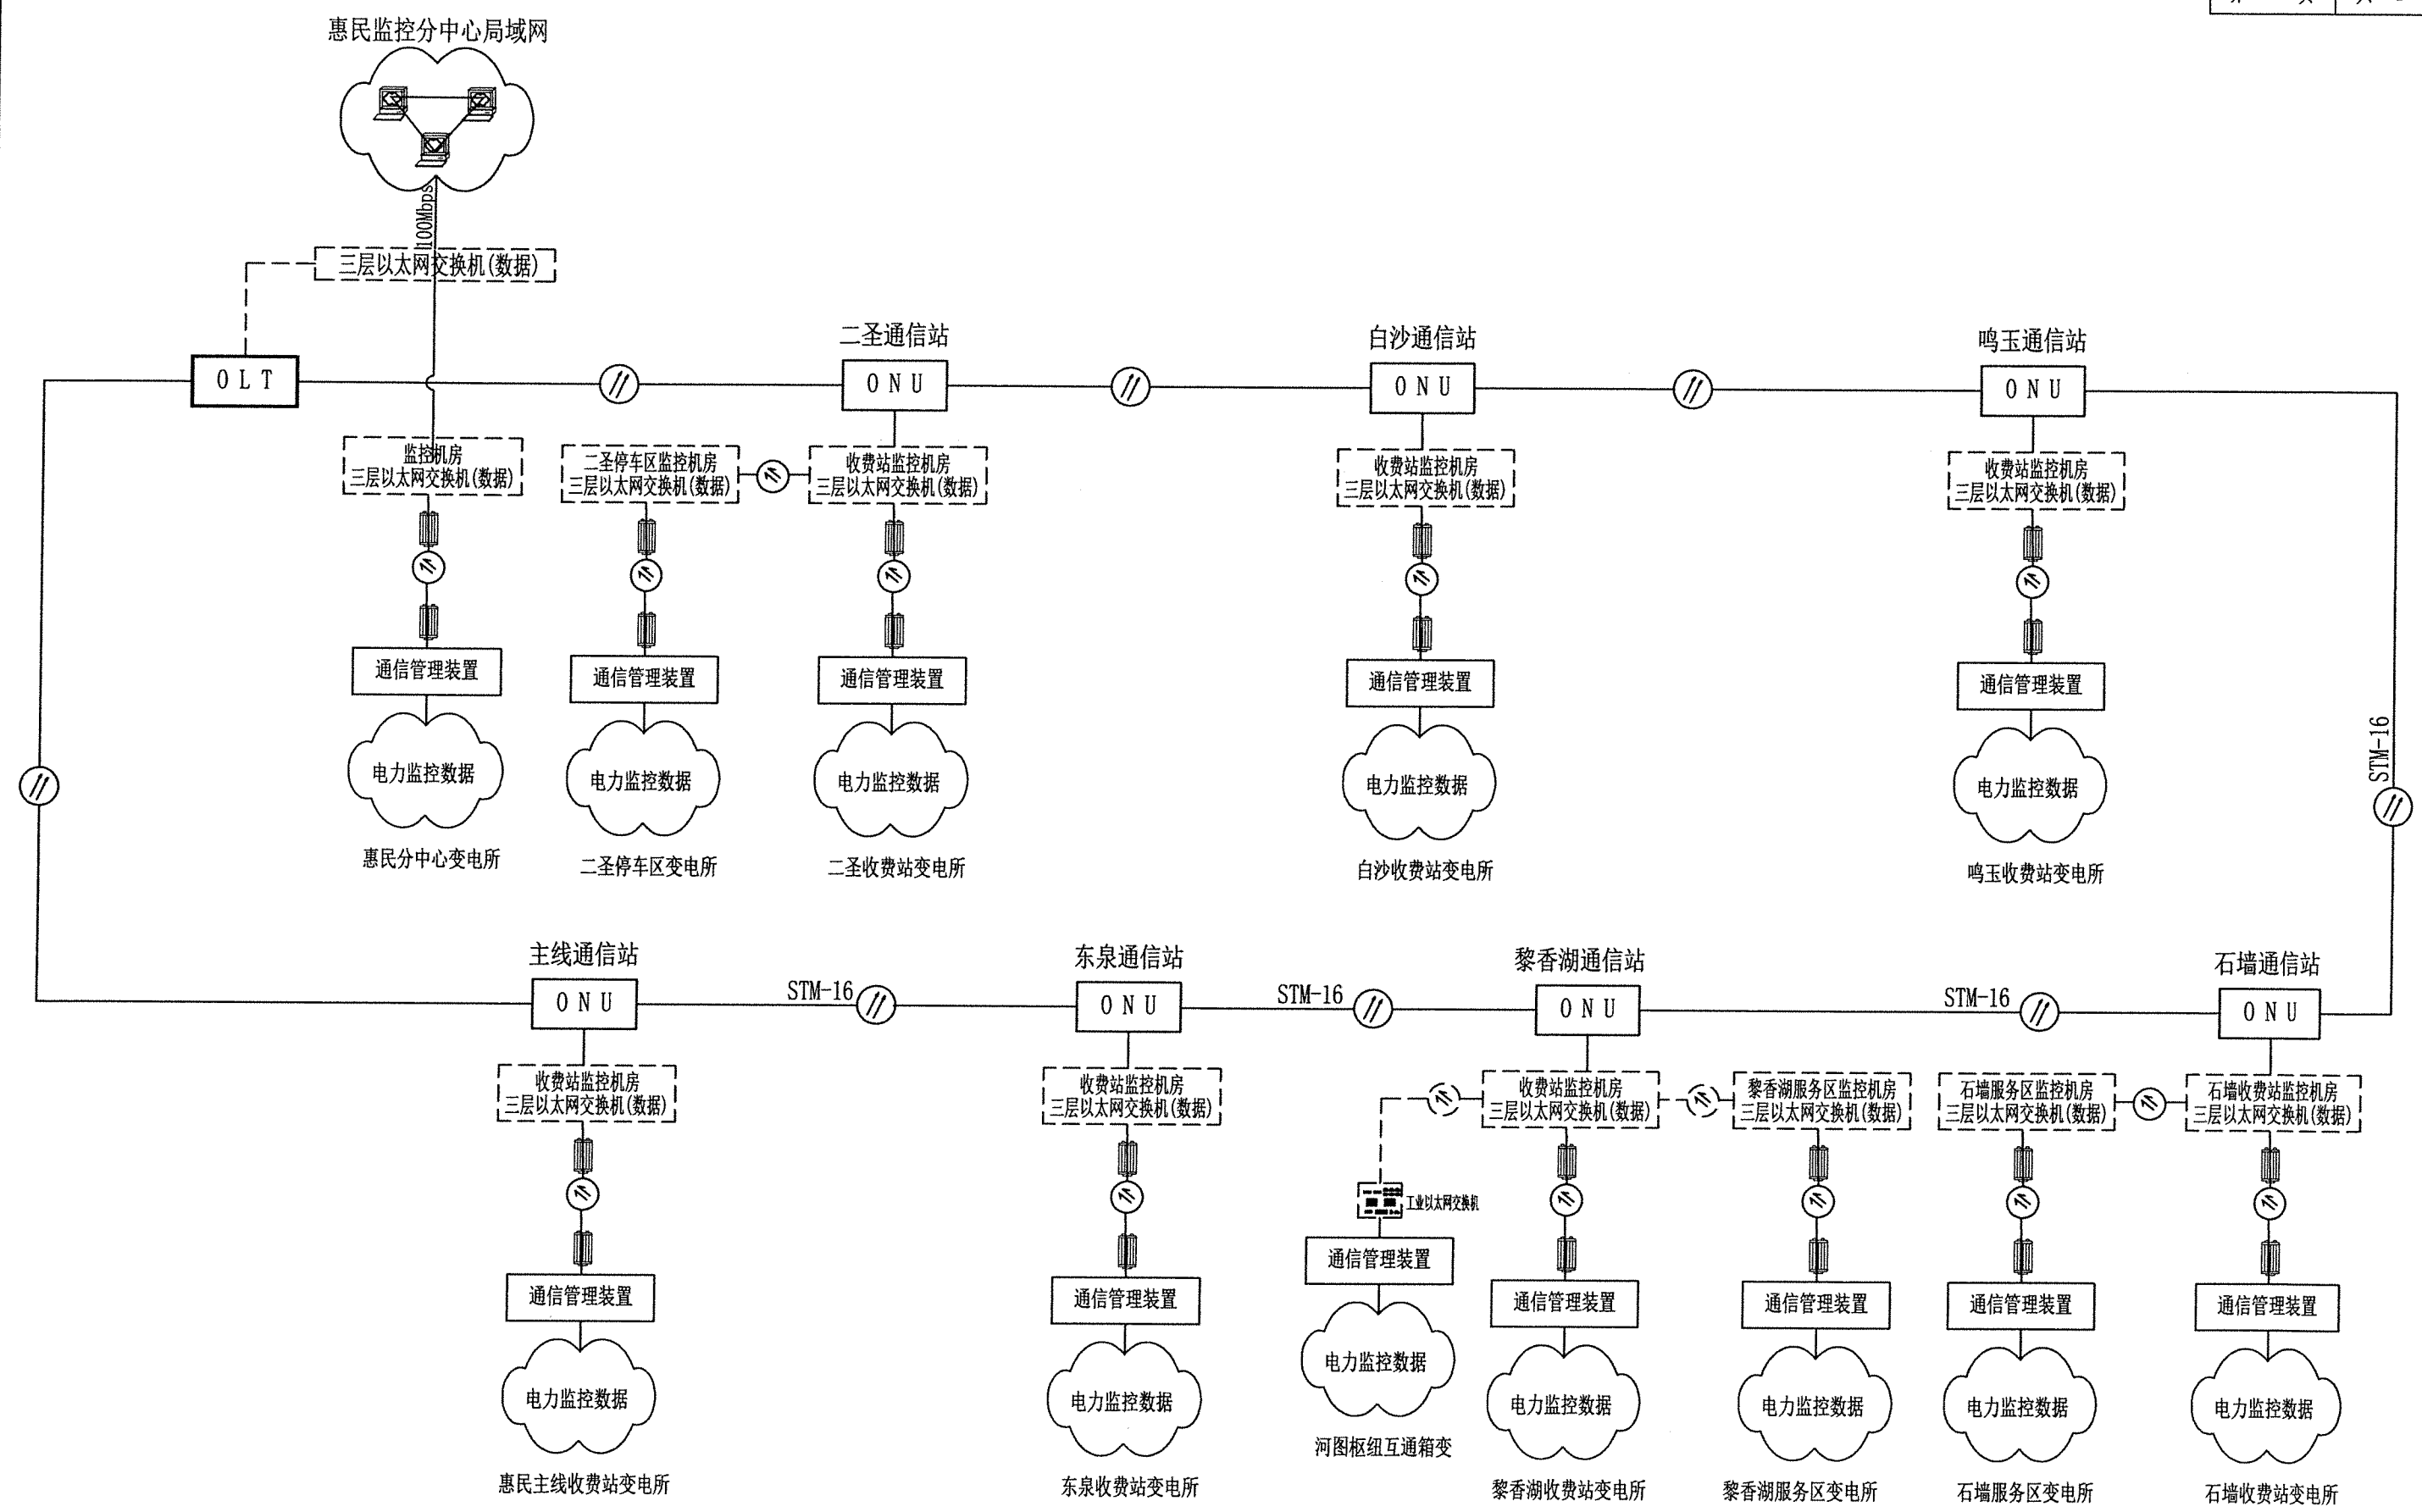 惠民监控分中心局域网
100Mbps
三层以太网交换机(数据)
OLT
二圣通信站
ONU
白沙通信站
ONU
鸣玉通信站
ONU
监控机房
三层以太网交换机(数据)
二圣停车区监控机房
三层以太网交换机(数据)
收费站监控机房
三层以太网交换机(数据)
收费站监控机房
三层以太网交换机(数据)
收费站监控机房
三层以太网交换机(数据)
通信管理装置
通信管理装置
通信管理装置
通信管理装置
通信管理装置
电力监控数据
电力监控数据
电力监控数据
电力监控数据
电力监控数据
STM-16
惠民分中心变电所
二圣停车区变电所
二圣收费站变电所
白沙收费站变电所
鸣玉收费站变电所
主线通信站
ONU
STM-16
东泉通信站
ONU
STM-16
黎香湖通信站
ONU
STM-16
石墙通信站
ONU
收费站监控机房
三层以太网交换机(数据)
收费站监控机房
三层以太网交换机(数据)
收费站监控机房
三层以太网交换机(数据)
黎香湖服务区监控机房
三层以太网交换机(数据)
石墙服务区监控机房
三层以太网交换机(数据)
石墙收费站监控机房
三层以太网交换机(数据)
工业以太网交换机
通信管理装置
通信管理装置
通信管理装置
通信管理装置
通信管理装置
通信管理装置
通信管理装置
电力监控数据
电力监控数据
电力监控数据
电力监控数据
电力监控数据
电力监控数据
电力监控数据
惠民主线收费站变电所
东泉收费站变电所
河图枢纽互通箱变
黎香湖收费站变电所
黎香湖服务区变电所
石墙服务区变电所
石墙收费站变电所